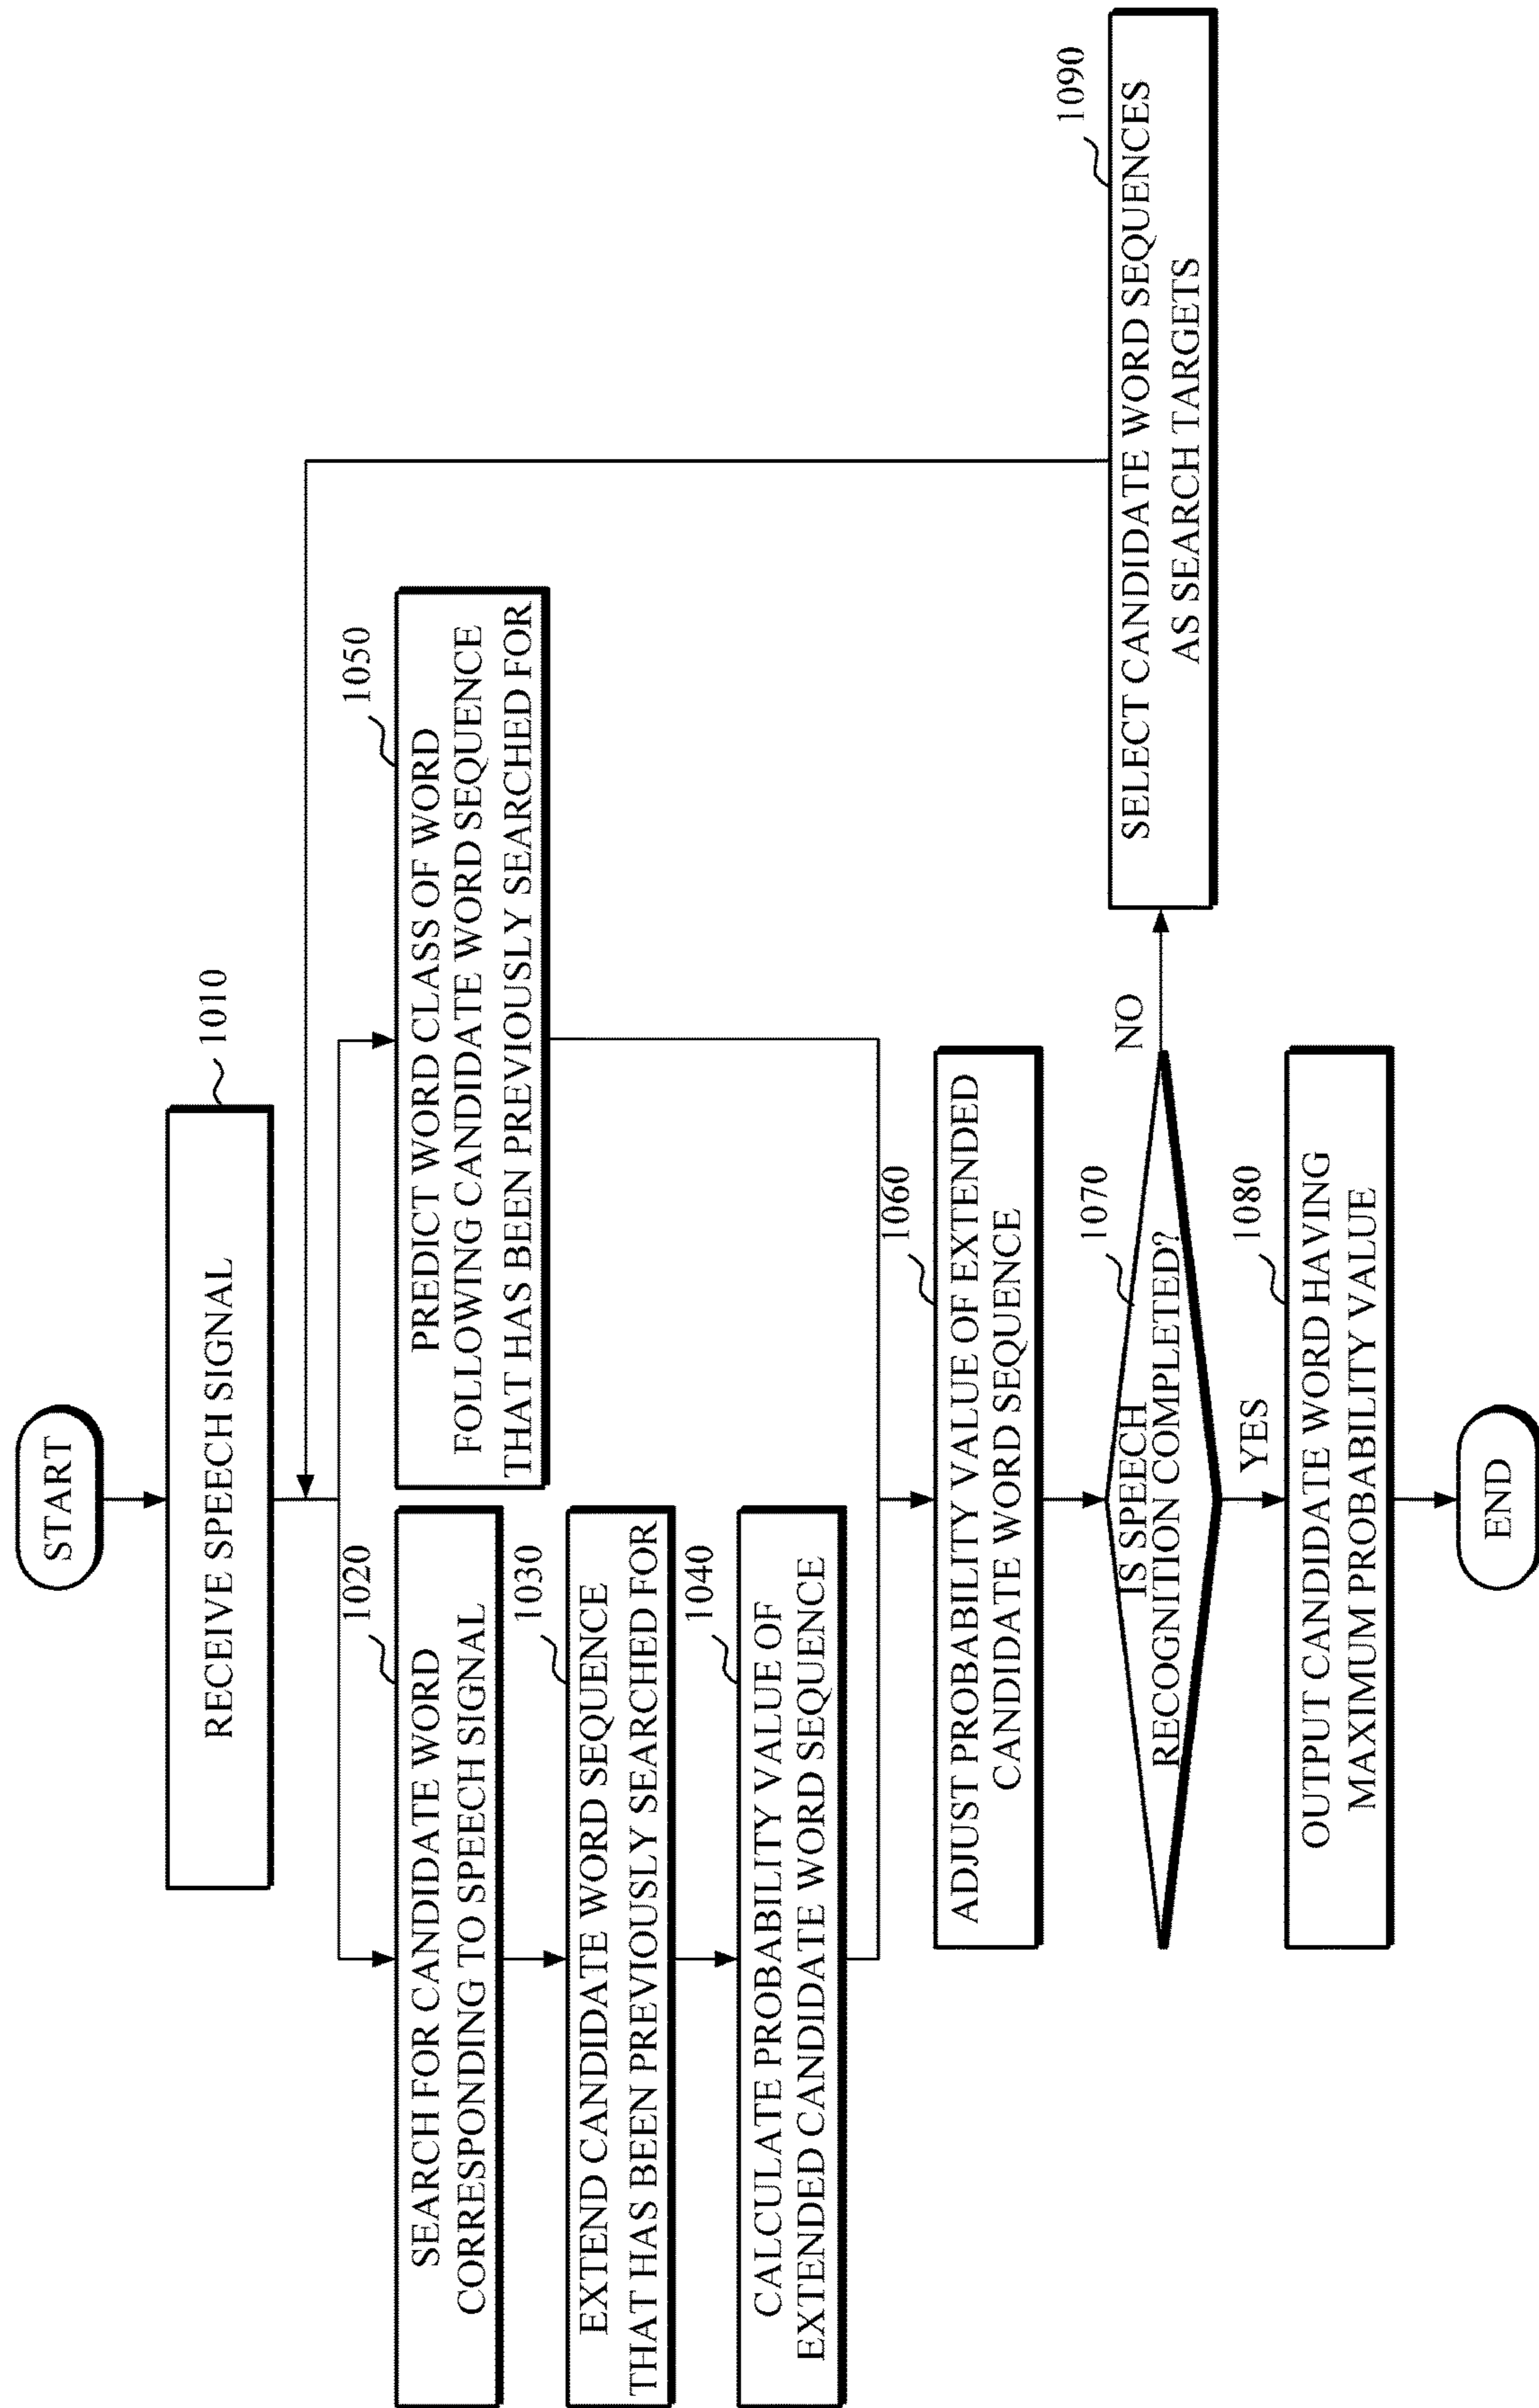 START
1010
RECEIVE SPEECH SIGNAL
1020
SEARCH FOR CANDIDATE WORD
CORRESPONDING TO SPEECH SIGNAL
1030
EXTEND CANDIDATE WORD SEQUENCE
THAT HAS BEEN PREVIOUSLY SEARCHED FOR
1040
CALCULATE PROBABILITY VALUE OF
EXTENDED CANDIDATE WORD SEQUENCE
1050
PREDICT WORD CLASS OF WORD
FOLLOWING CANDIDATE WORD SEQUENCE
THAT HAS BEEN PREVIOUSLY SEARCHED FOR
1060
ADJUST PROBABILITY VALUE OF EXTENDED
CANDIDATE WORD SEQUENCE
1070
IS SPEECH
RECOGNITION COMPLETED?
NO
1090
SELECT CANDIDATE WORD SEQUENCES
AS SEARCH TARGETS
YES
1080
OUTPUT CANDIDATE WORD HAVING
MAXIMUM PROBABILITY VALUE
END